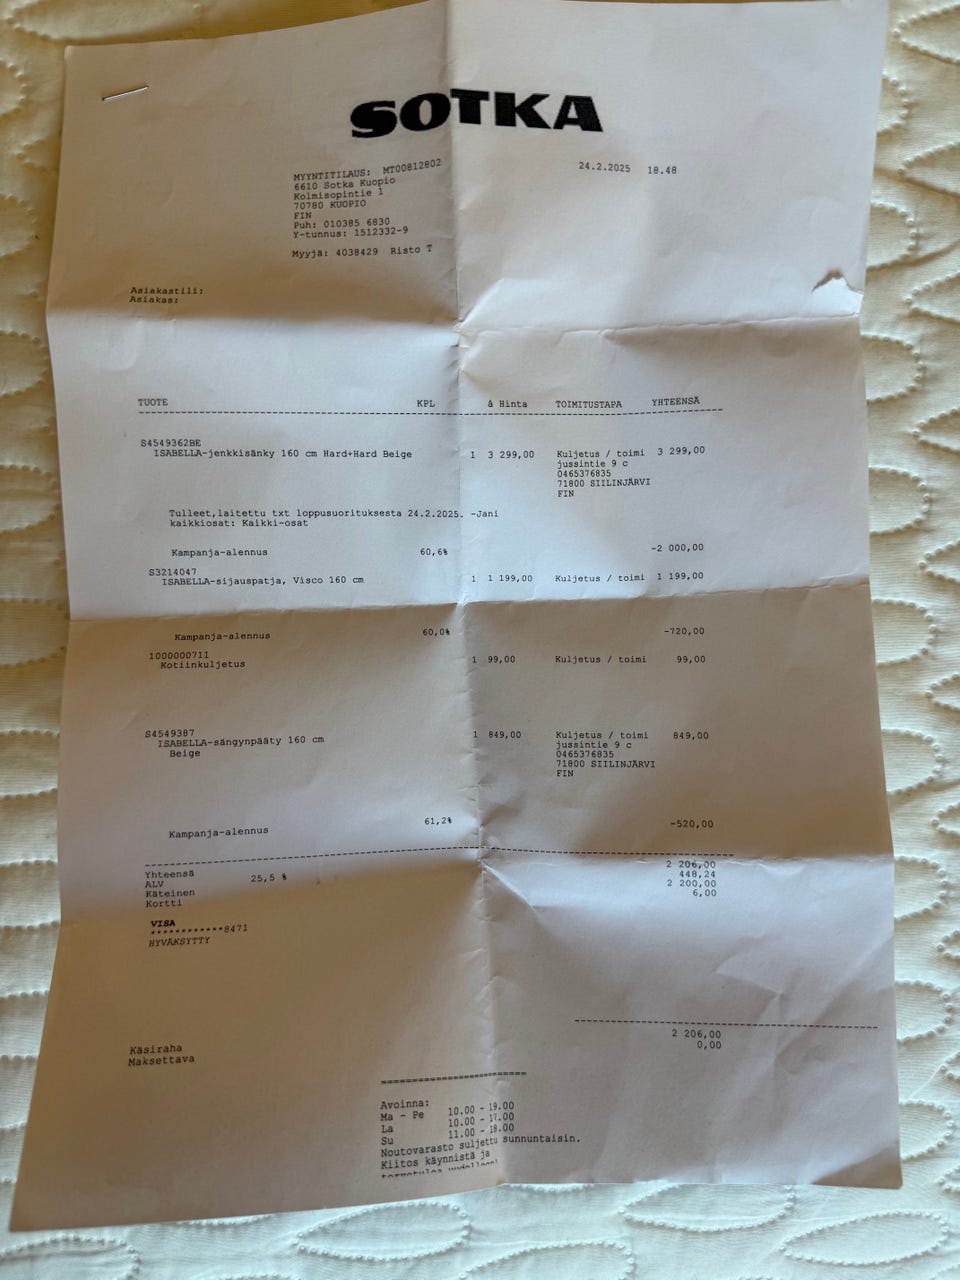 SOTKA
MYYNTITILAUS: MT00812802
24.2.2025 18.48
6610 Sotka Kuopio
Kolmisopintie 1
70780 KUOPIO
FIN
Puh: 010385 6830
Y-tunnus: 1512332-9
Myyjä: 4038429 Risto T
Asiakastili:
Asiakas:
TUOTE KPL á Hinta TOIMITUSTAPA YHTEENSÄ
S4549362BE
ISABELLA-jenkkisänky 160 cm Hard+Hard Beige 1 3 299,00 Kuljetus / toimi 3 299,00
jussintie 9 c
0465376835
71800 SIILINJÄRVI
FIN
Tulleet,laitettu txt loppusuorituksesta 24.2.2025. -Jani
kaikkiosat: Kaikki-osat
Kampanja-alennus 60,6% -2 000,00
S3214047
ISABELLA-sijauspatja, Visco 160 cm 1 1 199,00 Kuljetus / toimi 1 199,00
Kampanja-alennus 60,0% -720,00
1000000711
Kotiinkuljetus 1 99,00 Kuljetus / toimi 99,00
S4549387
ISABELLA-sängynpääty 160 cm 1 849,00 Kuljetus / toimi 849,00
Beige jussintie 9 c
0465376835
71800 SIILINJÄRVI
FIN
Kampanja-alennus 61,2% -520,00
Yhteensä 2 206,00
ALV 25,5 % 448,24
Käteinen 2 200,00
Kortti 6,00
VISA
************8471
HYVÄKSYTTY
Käsiraha 2 206,00
Maksettava 0,00
Avoinna:
Ma - Pe 10.00 - 19.00
La 10.00 - 17.00
Su 11.00 - 18.00
Noutovarasto suljettu sunnuntaisin.
Kiitos käynnistä ja